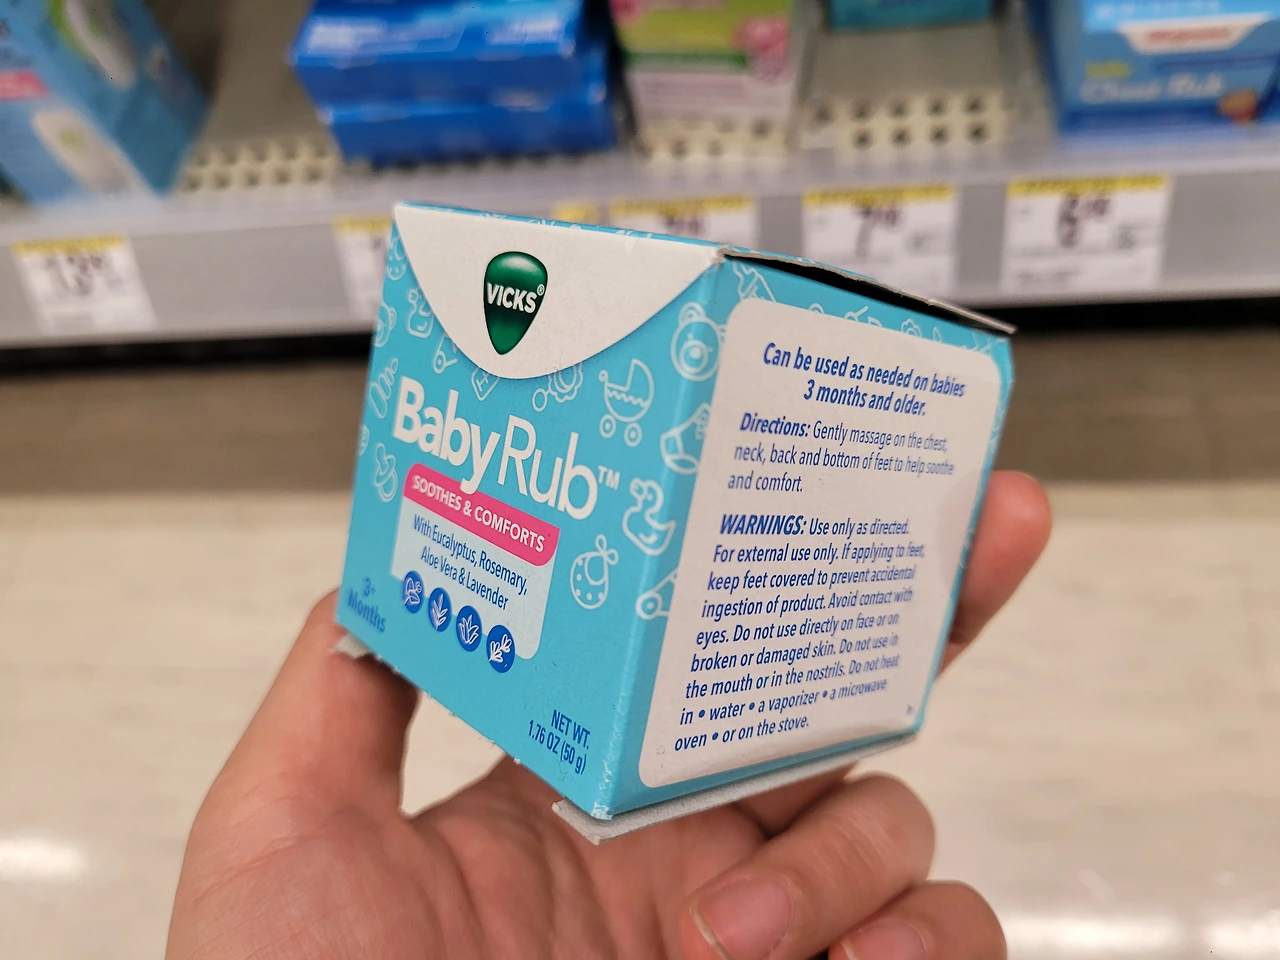 VICKS®
BabyRub™
SOOTHES & COMFORTS
With Eucalyptus, Rosemary,
Aloe Vera & Lavender
3+
Months
NET WT.
1.76 OZ (50 g)
Can be used as needed on babies
3 months and older.
Directions: Gently massage on the chest,
neck, back and bottom of feet to help soothe
and comfort.
WARNINGS: Use only as directed.
For external use only. If applying to feet,
keep feet covered to prevent accidental
ingestion of product. Avoid contact with
eyes. Do not use directly on face or on
broken or damaged skin. Do not use in
the mouth or in the nostrils. Do not heat
in • water • a vaporizer • a microwave
oven • or on the stove.
Chest Rub